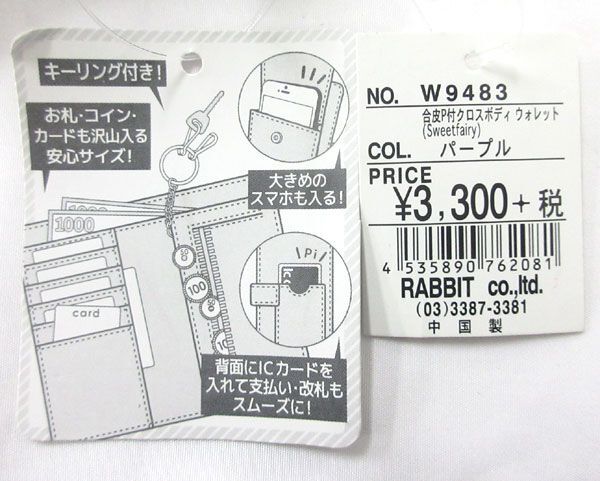 キーリング付き!
お札・コイン・
カードも沢山入る
安心サイズ!
大きめの
スマホも入る!
1000
1000
100
card
Pi
IC
背面にICカードを
入れて支払い・改札も
スムーズに!
NO. W9483
合皮P付クロスボディ ウォレット
(Sweetfairy)
COL. パープル
PRICE
¥3,300+税
4 535890 762081
RABBIT co.,ltd.
(03)3387-3381
中国製